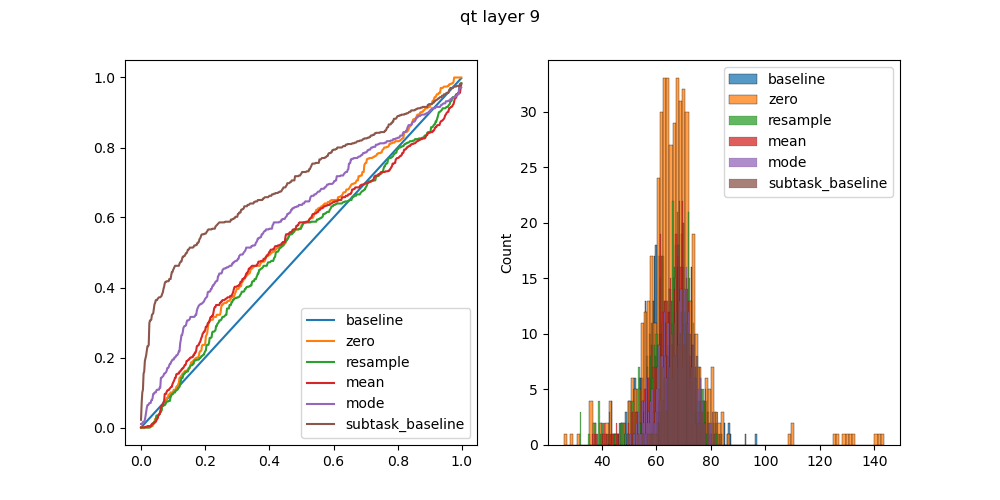 qt layer 9
1.0
0.8
0.6
0.4
0.2
0.0
0.0 0.2 0.4 0.6 0.8 1.0
baseline
zero
resample
mean
mode
subtask_baseline
Count
30
25
20
15
10
5
0
40 60 80 100 120 140
baseline
zero
resample
mean
mode
subtask_baseline